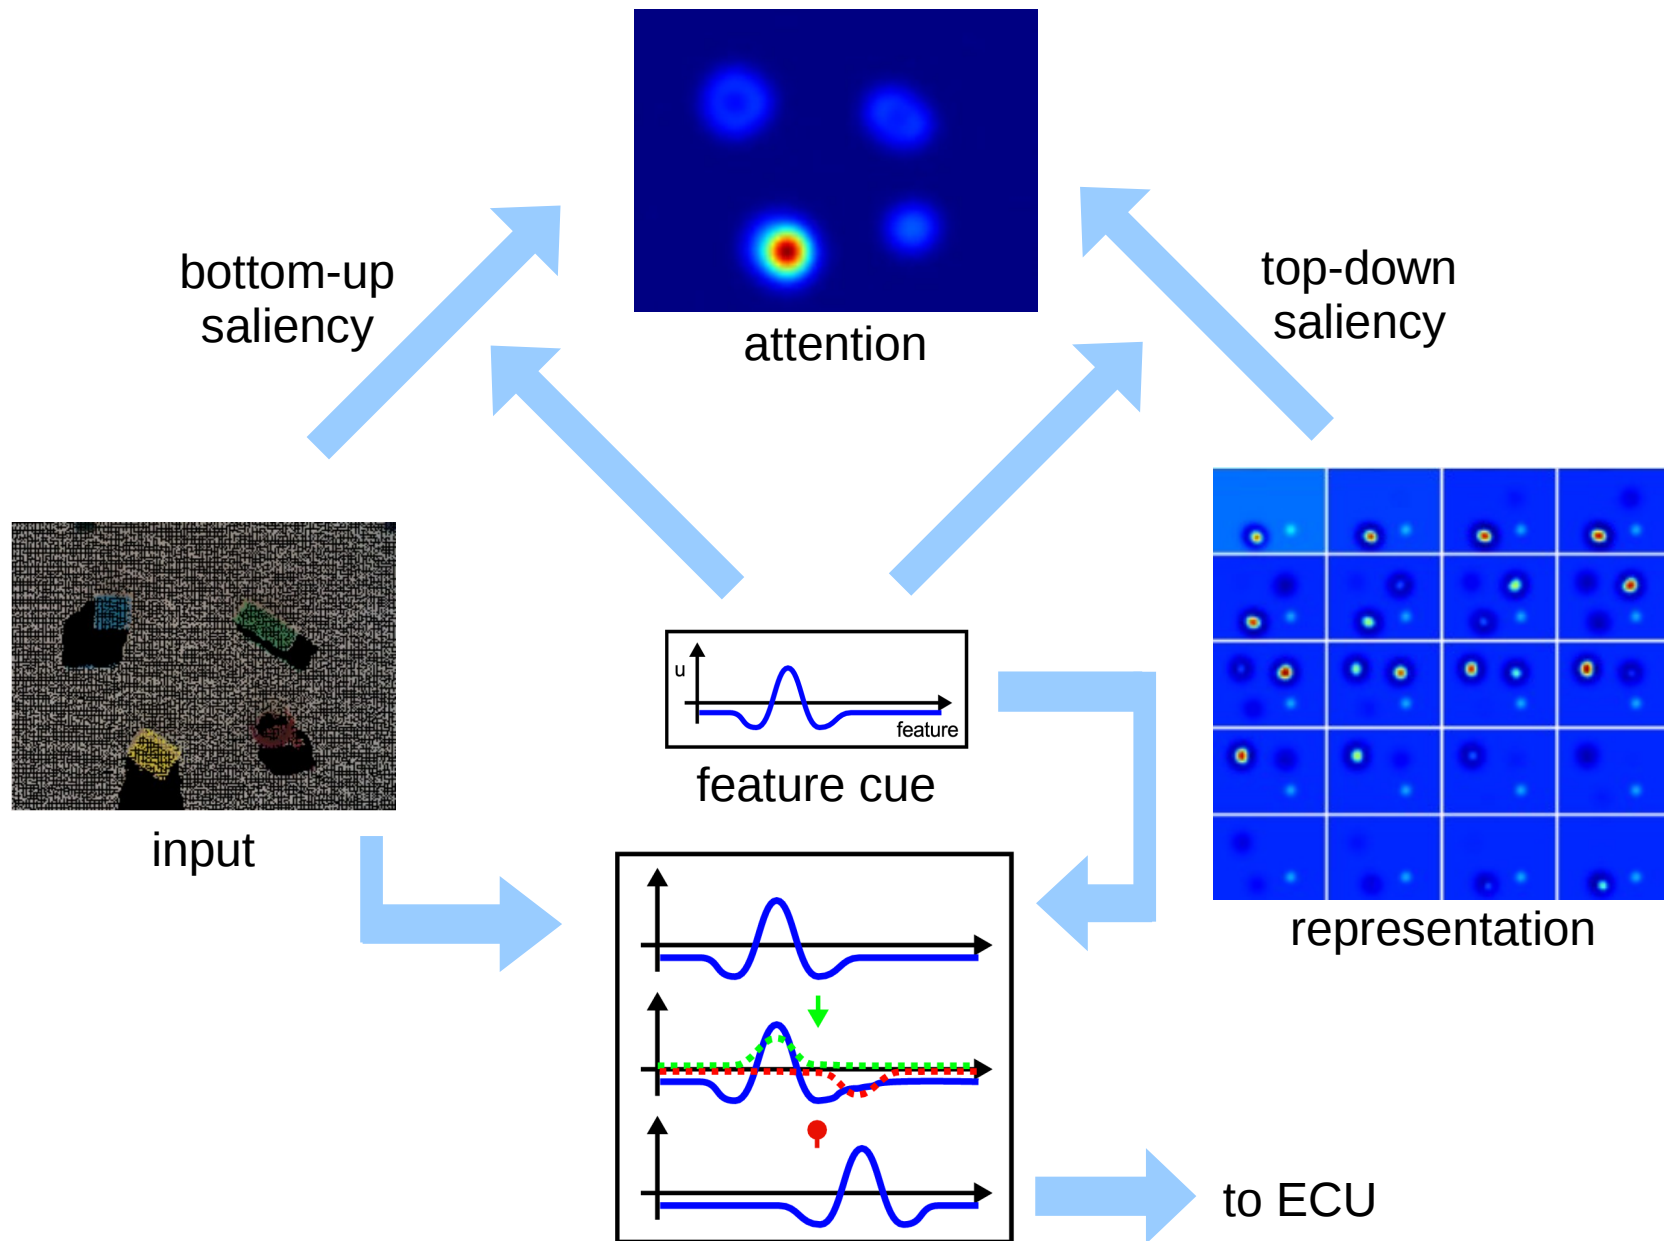 bottom-up
saliency
attention
top-down
saliency
input
u
feature
feature cue
representation
to ECU